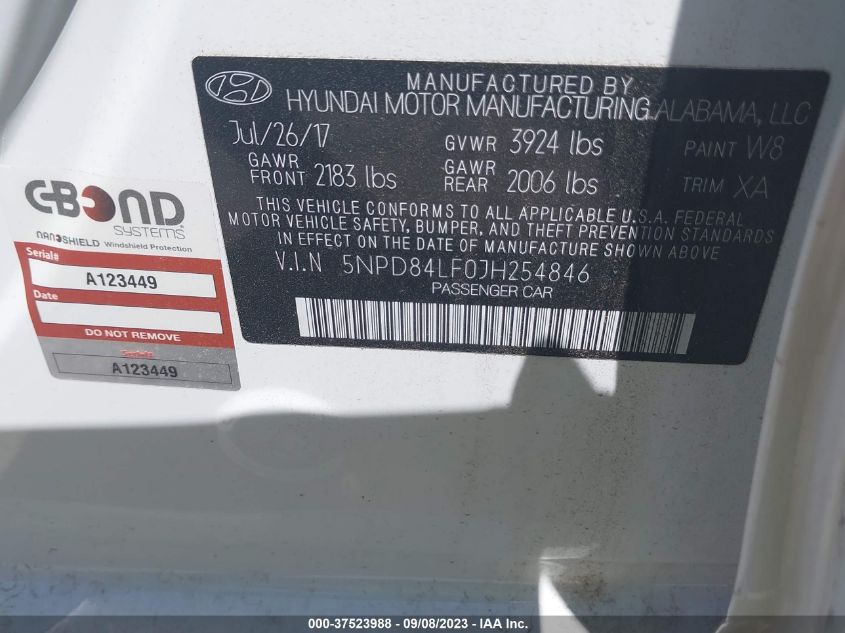 MANUFACTURED BY
HYUNDAI MOTOR MANUFACTURING ALABAMA, LLC
Jul/26/17 GVWR 3924 lbs PAINT W8
GAWR FRONT 2183 lbs GAWR REAR 2006 lbs TRIM XA
THIS VEHICLE CONFORMS TO ALL APPLICABLE U.S.A. FEDERAL
MOTOR VEHICLE SAFETY, BUMPER, AND THEFT PREVENTION STANDARDS
IN EFFECT ON THE DATE OF MANUFACTURE SHOWN ABOVE
V.I.N 5NPD84LF0JH254846
PASSENGER CAR
GBOND
SYSTEMS
NANOSHIELD Windshield Protection
Serial#
A123449
Date
DO NOT REMOVE
A123449
000-37523988 - 09/08/2023 - IAAI.COM